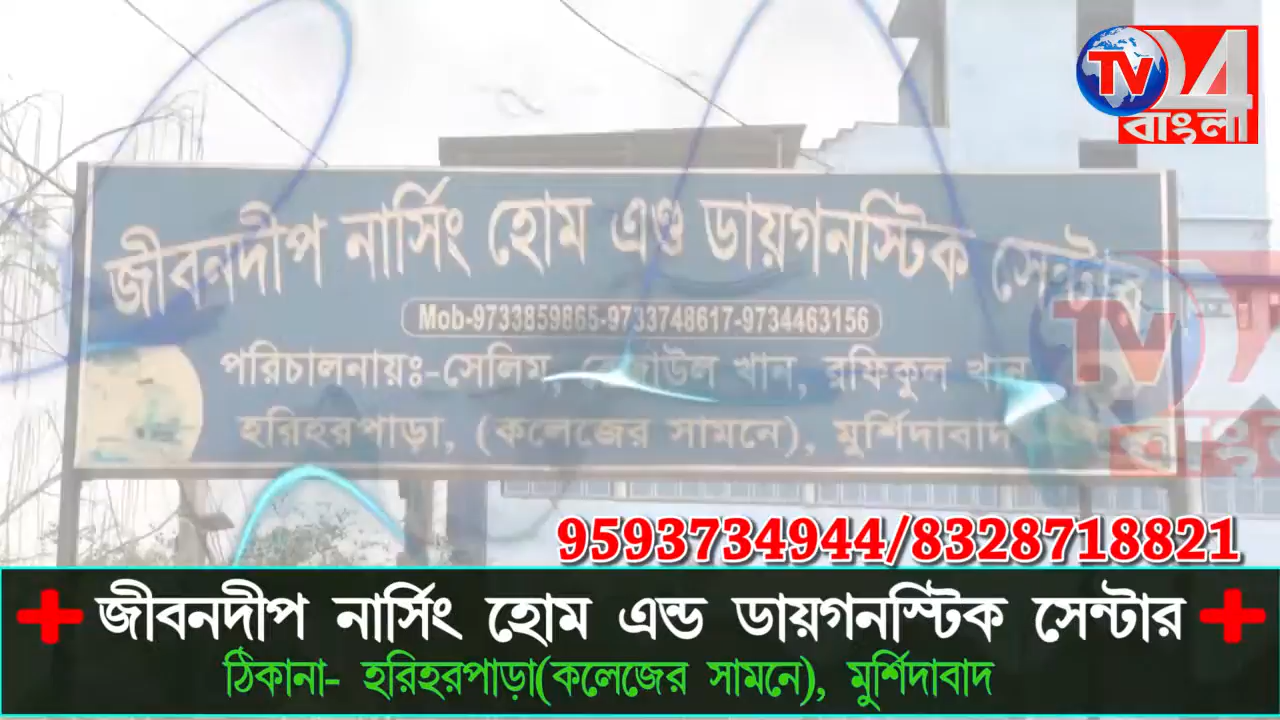 TV 24
বাংলা
জীবনদীপ নার্সিং হোম এণ্ড ডায়গনস্টিক সেন্টার
Mob-9733859865-9733748617-9734463156
পরিচালনায়ঃ-সেলিম, খান, রফিকুল খান
হরিহরপাড়া, (কলেজের সামনে), মুর্শিদাবাদ
TV
বাংলা
9593734944/8328718821
জীবনদীপ নার্সিং হোম এন্ড ডায়গনস্টিক সেন্টার
ঠিকানা- হরিহরপাড়া(কলেজের সামনে), মুর্শিদাবাদ